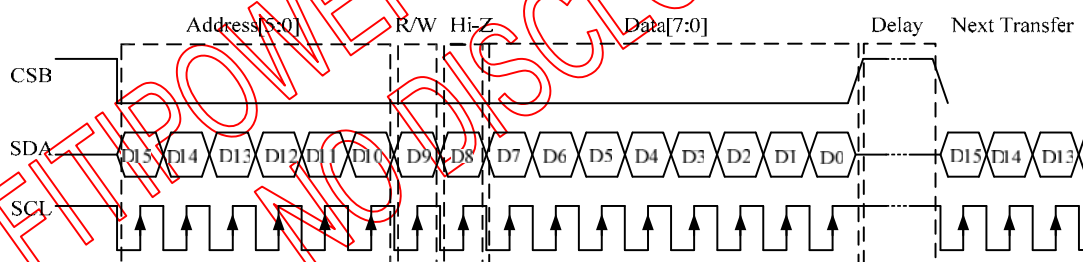 Address[5:0] R/W Hi-Z Data[7:0] Delay Next Transfer
CSB
SDA D15 D14 D13 D12 D11 D10 D9 D8 D7 D6 D5 D4 D3 D2 D1 D0 D15 D14 D13
SCL
FITIPOWER
NO DISCLO